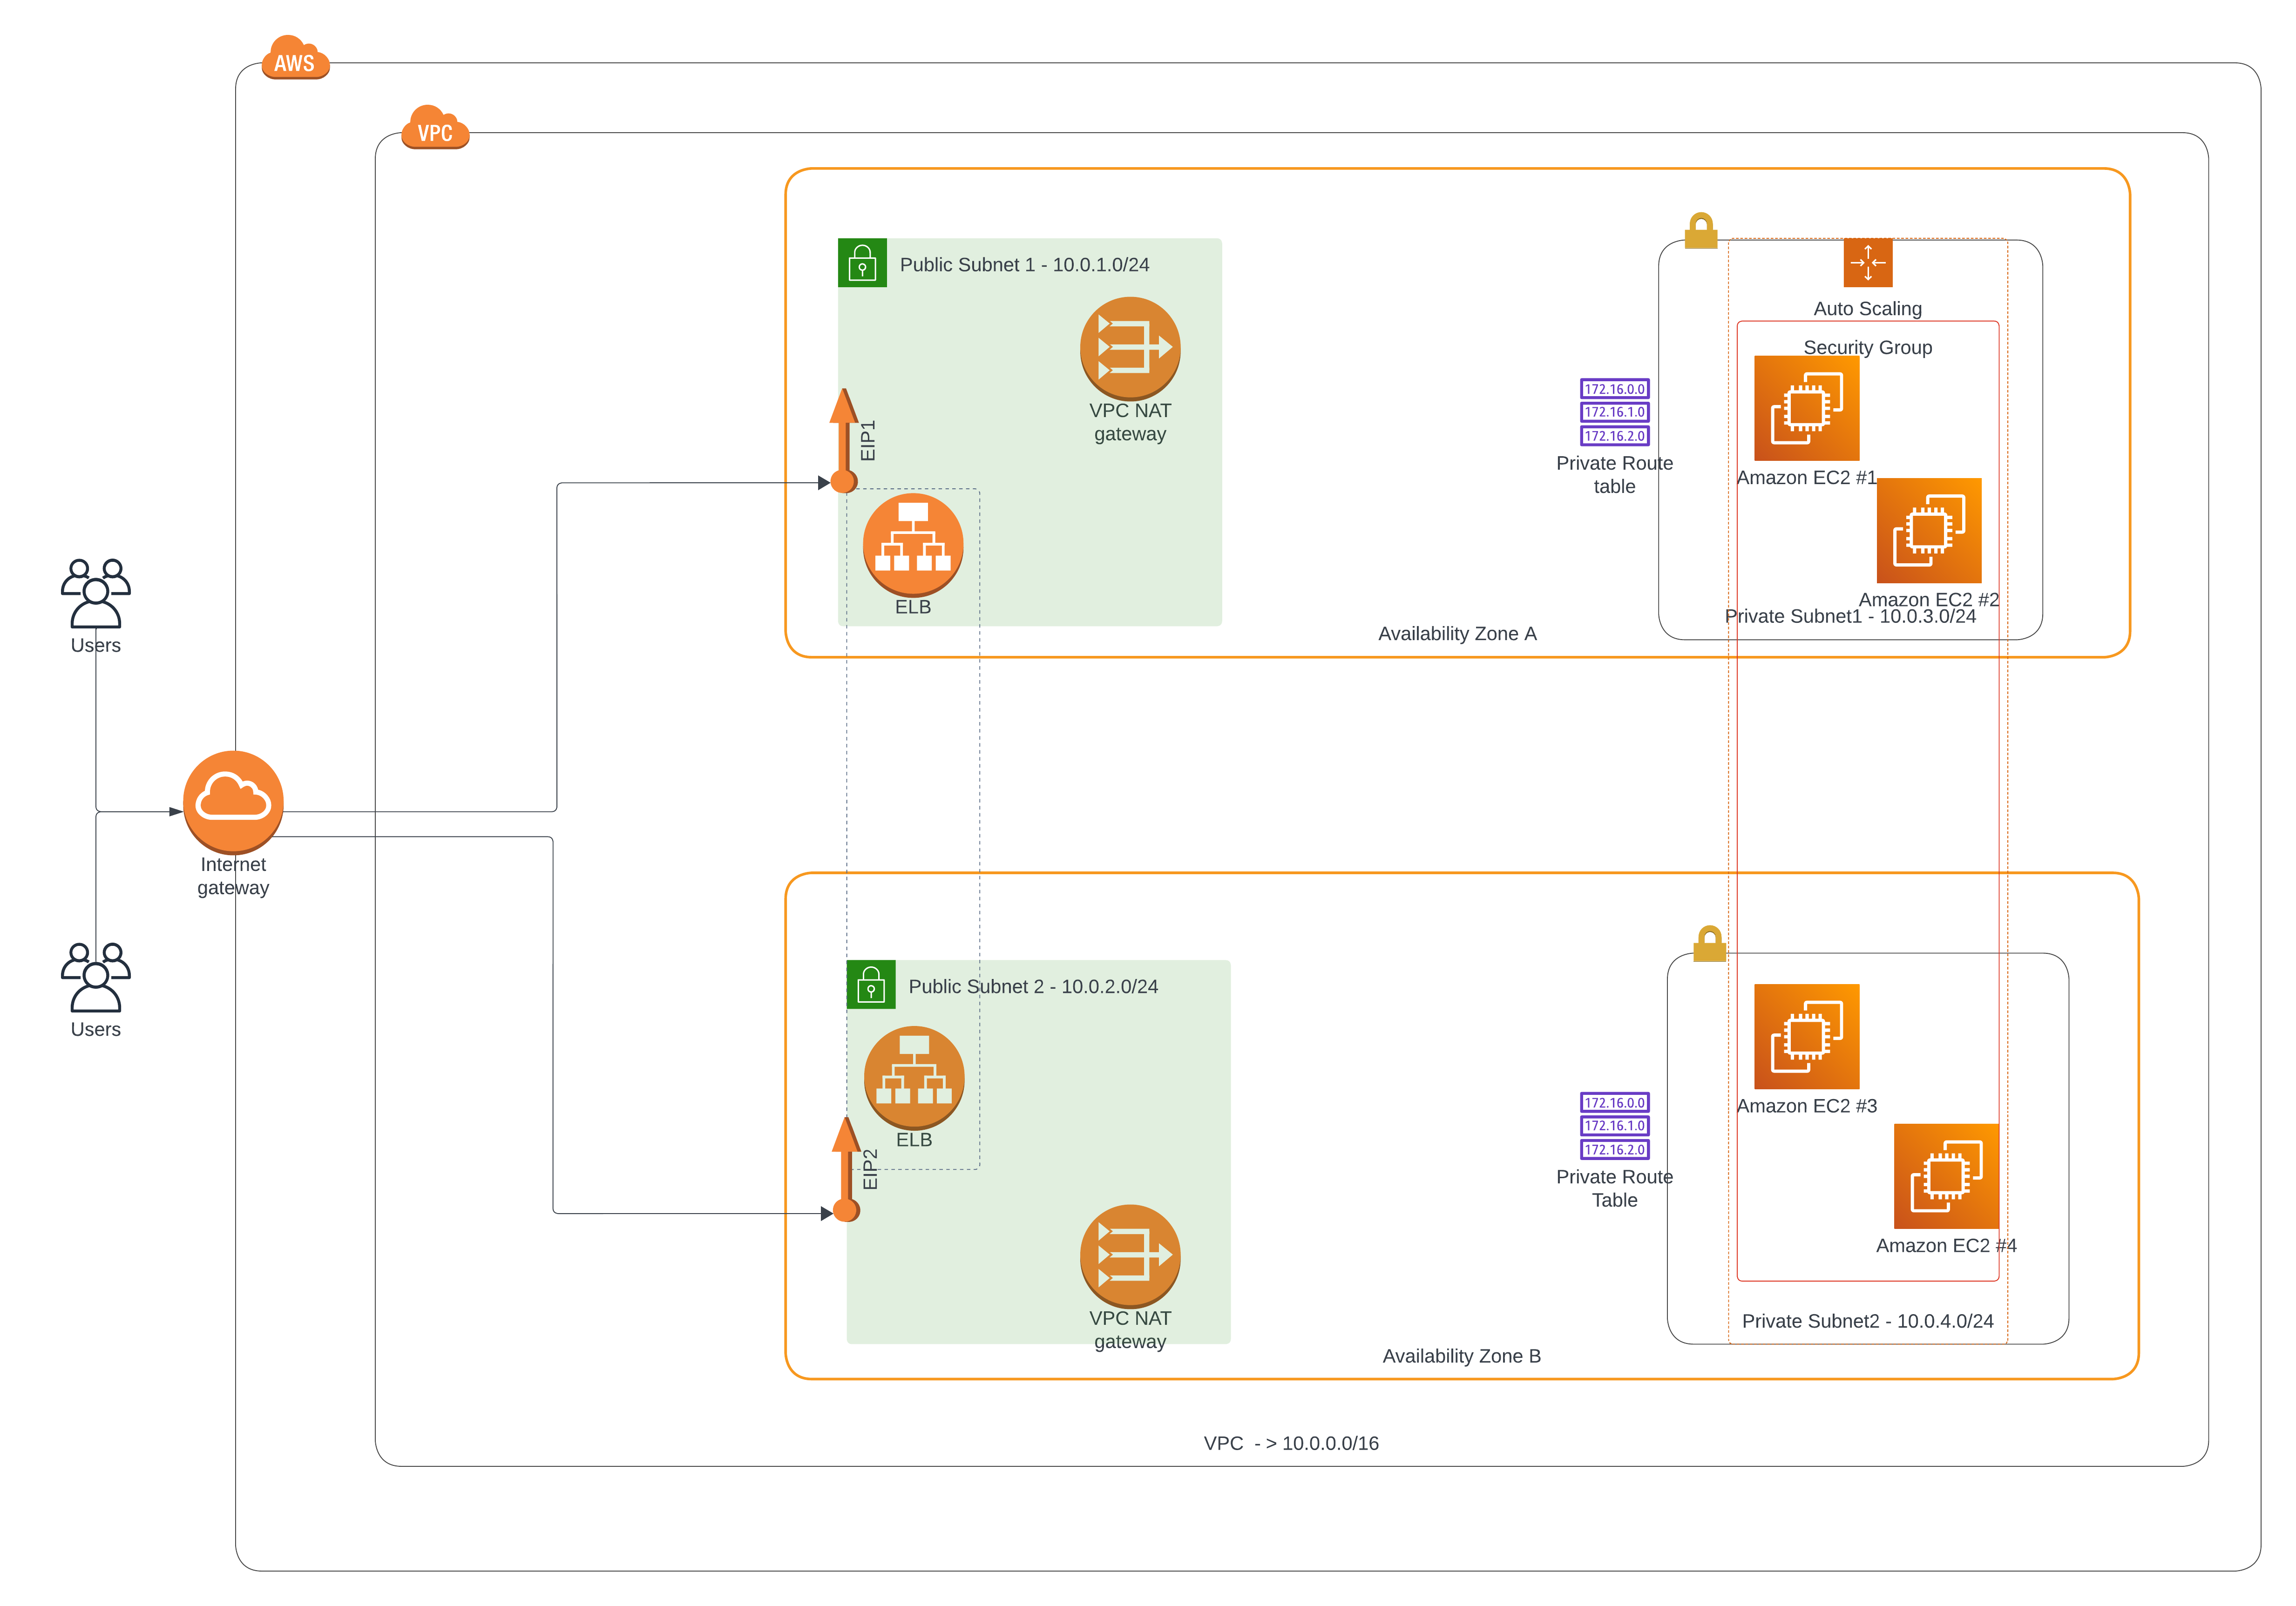 AWS
VPC
Public Subnet 1 - 10.0.1.0/24
VPC NAT
gateway
EIP1
ELB
Auto Scaling
Security Group
172.16.0.0
172.16.1.0
172.16.2.0
Private Route
table
Amazon EC2 #1
Amazon EC2 #2
Private Subnet1 - 10.0.3.0/24
Availability Zone A
Users
Internet
gateway
Users
Public Subnet 2 - 10.0.2.0/24
ELB
EIP2
VPC NAT
gateway
172.16.0.0
172.16.1.0
172.16.2.0
Private Route
Table
Amazon EC2 #3
Amazon EC2 #4
Private Subnet2 - 10.0.4.0/24
Availability Zone B
VPC - > 10.0.0.0/16